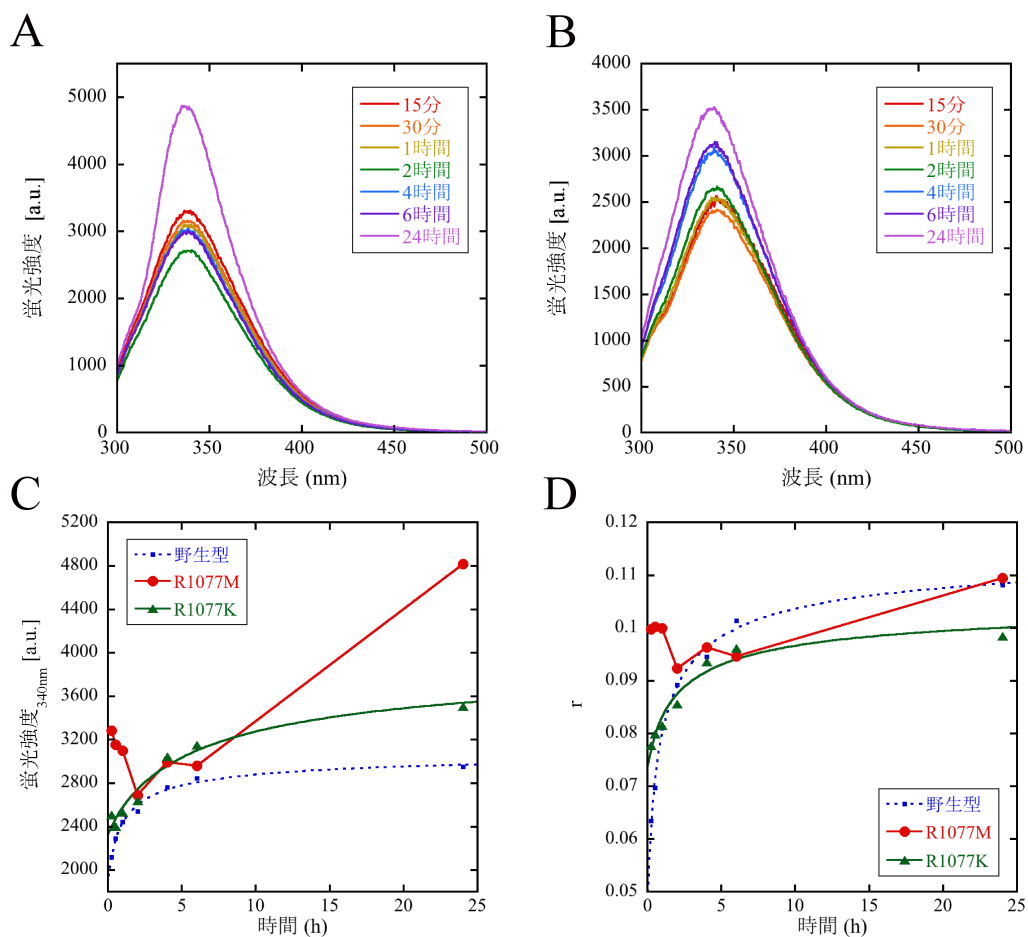 A
蛍光強度 [a.u.]
5000
4000
3000
2000
1000
0
300
350
400
450
500
波長 (nm)
15分
30分
1時間
2時間
4時間
6時間
24時間
B
蛍光強度 [a.u.]
4000
3500
3000
2500
2000
1500
1000
500
0
300
350
400
450
500
波長 (nm)
15分
30分
1時間
2時間
4時間
6時間
24時間
C
蛍光強度340nm [a.u.]
5200
4800
4400
4000
3600
3200
2800
2400
2000
0
5
10
15
20
25
時間 (h)
野生型
R1077M
R1077K
D
r
0.12
0.11
0.1
0.09
0.08
0.07
0.06
0.05
0
5
10
15
20
25
時間 (h)
野生型
R1077M
R1077K